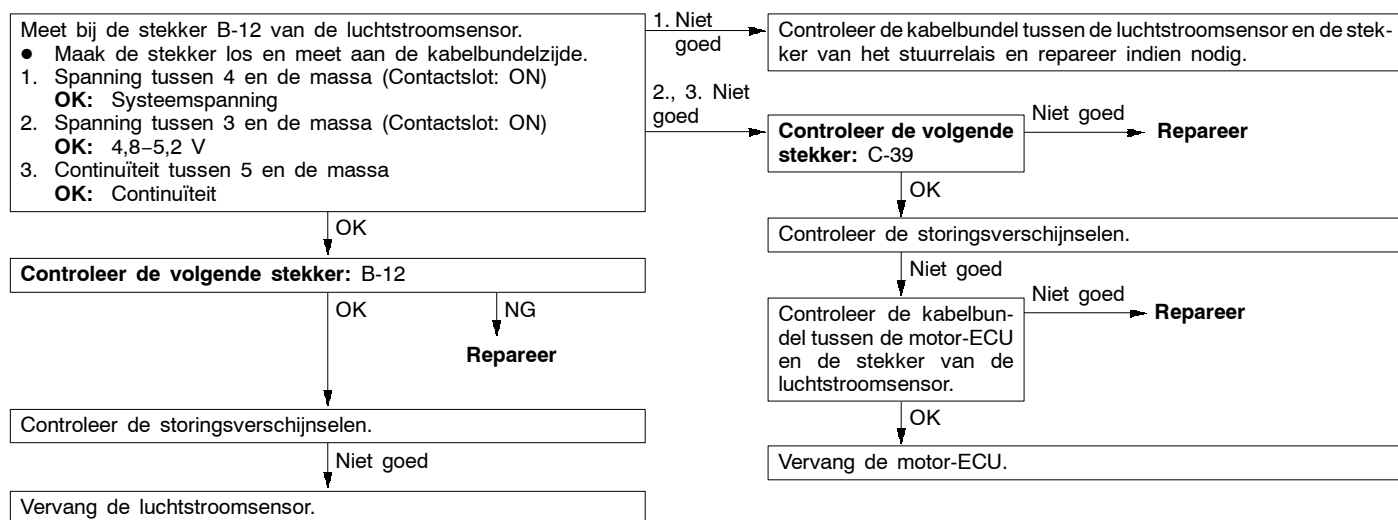 Meet bij de stekker B-12 van de luchtstroomsensor.
● Maak de stekker los en meet aan de kabelbundelzijde.
1. Spanning tussen 4 en de massa (Contactslot: ON)
OK: Systeemspanning
2. Spanning tussen 3 en de massa (Contactslot: ON)
OK: 4,8–5,2 V
3. Continuïteit tussen 5 en de massa
OK: Continuïteit
OK
Controleer de volgende stekker: B-12
OK
NG
Repareer
Controleer de storingsverschijnselen.
Niet goed
Vervang de luchtstroomsensor.
1. Niet
goed
Controleer de kabelbundel tussen de luchtstroomsensor en de stek-
ker van het stuurrelais en repareer indien nodig.
2., 3. Niet
goed
Controleer de volgende
stekker: C-39
Niet goed
Repareer
OK
Controleer de storingsverschijnselen.
Niet goed
Controleer de kabelbun-
del tussen de motor-ECU
en de stekker van de
luchtstroomsensor.
Niet goed
Repareer
OK
Vervang de motor-ECU.